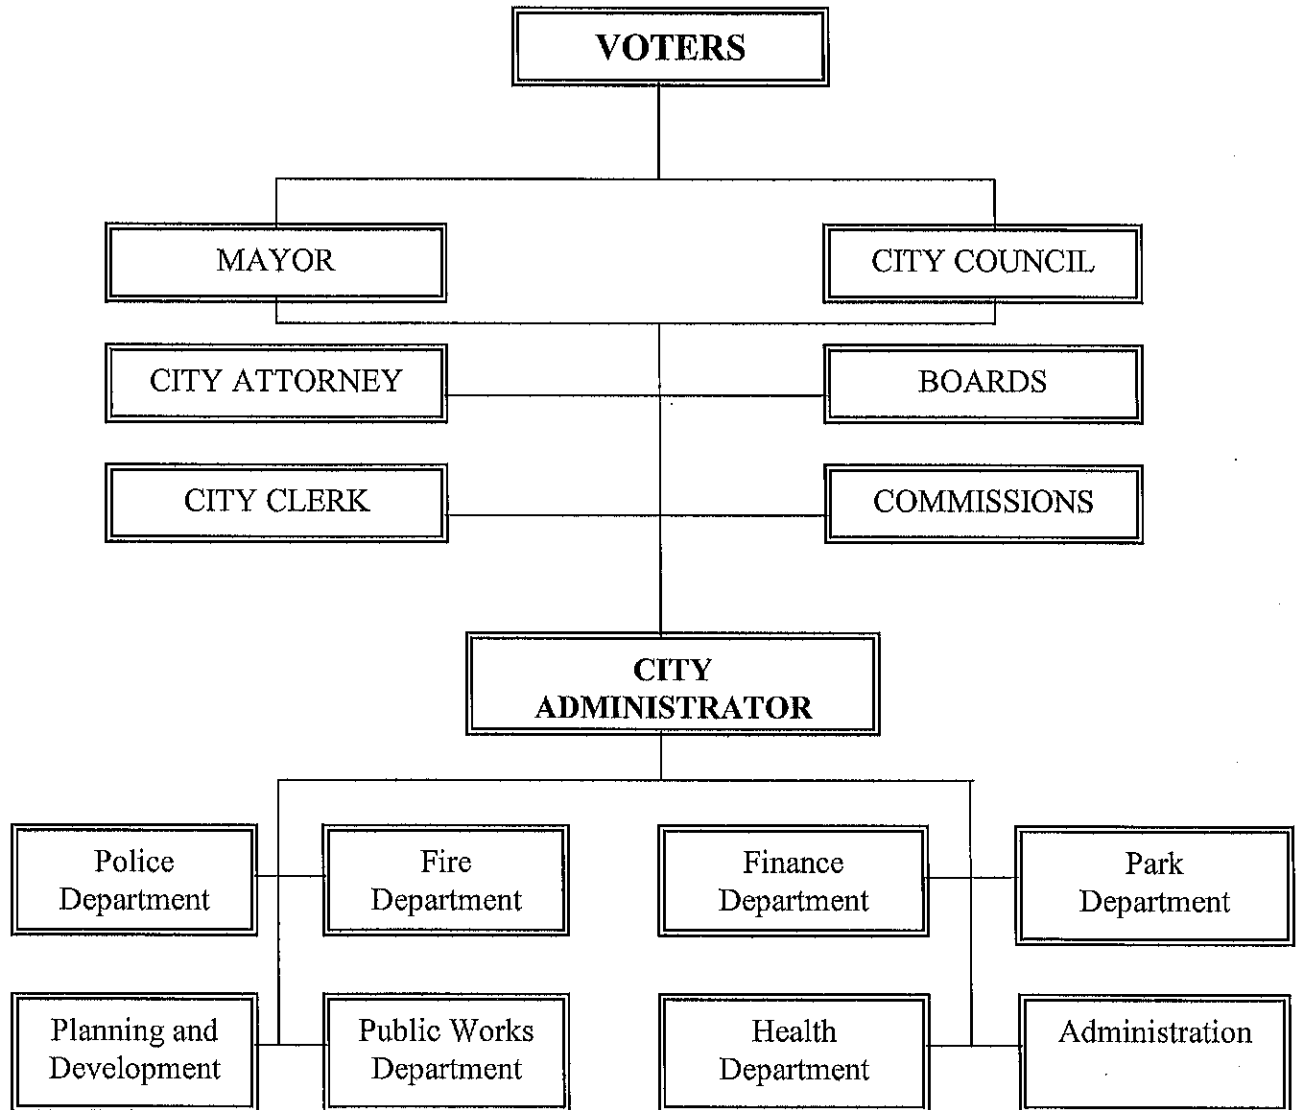 VOTERS
MAYOR
CITY COUNCIL
CITY ATTORNEY
BOARDS
CITY CLERK
COMMISSIONS
CITY
ADMINISTRATOR
Police
Department
Fire
Department
Finance
Department
Park
Department
Planning and
Development
Public Works
Department
Health
Department
Administration